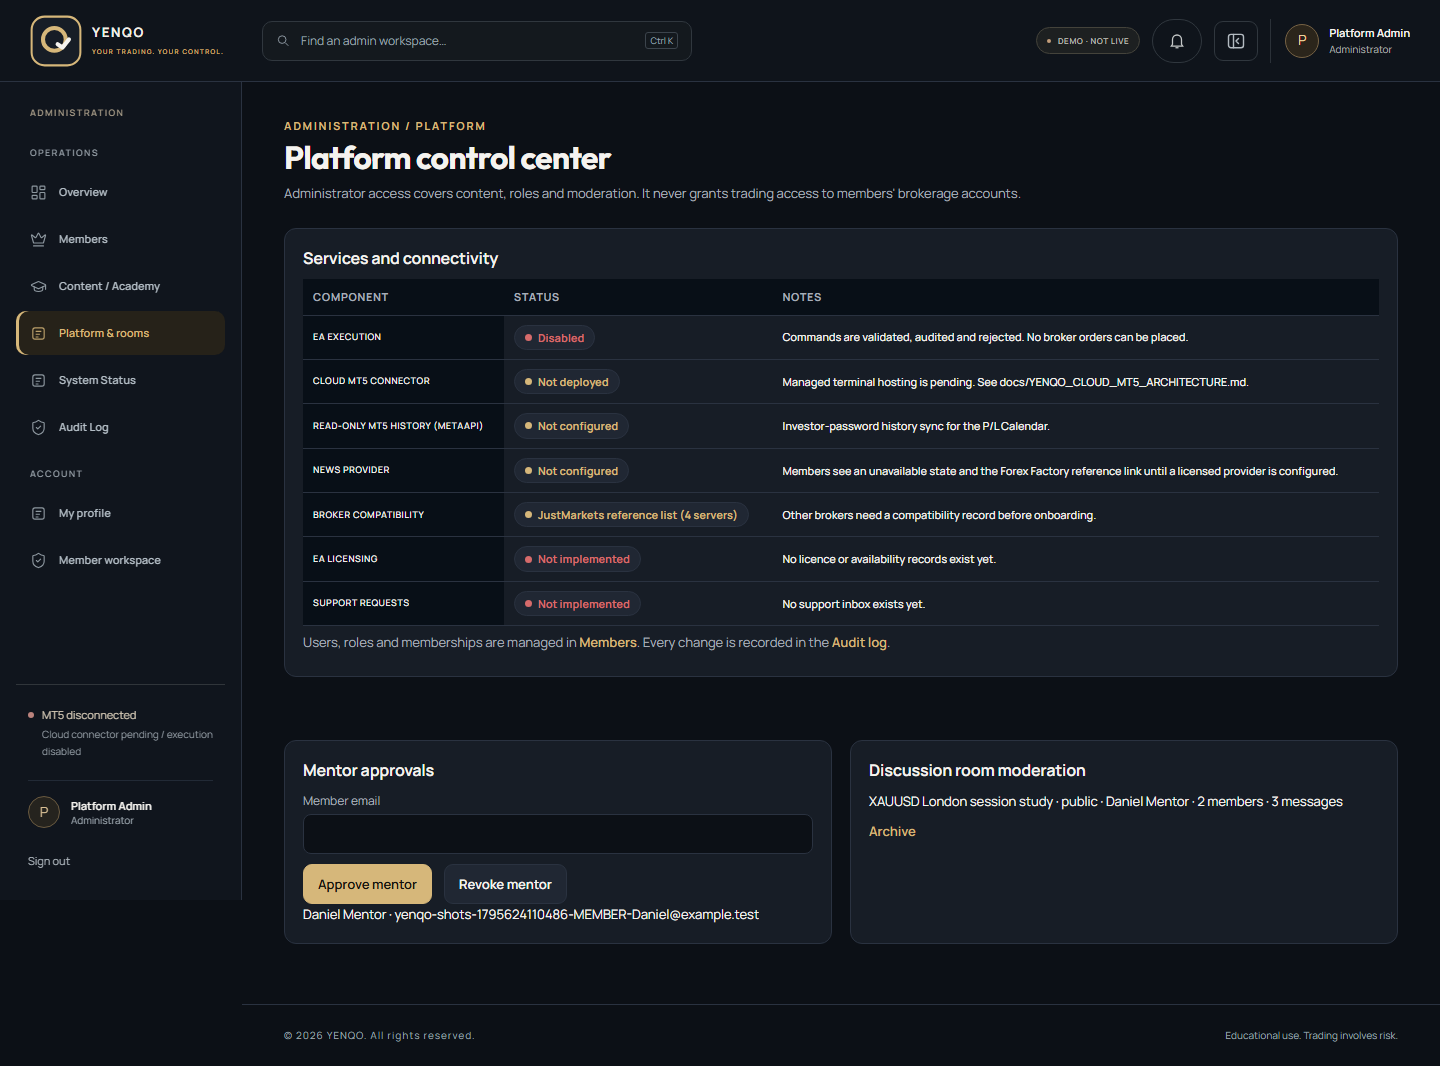 YENQO
YOUR TRADING. YOUR CONTROL.
Find an admin workspace...
Ctrl K
DEMO · NOT LIVE
P
Platform Admin
Administrator
ADMINISTRATION
OPERATIONS
Overview
Members
Content / Academy
Platform & rooms
System Status
Audit Log
ACCOUNT
My profile
Member workspace
MT5 disconnected
Cloud connector pending / execution
disabled
P
Platform Admin
Administrator
Sign out
ADMINISTRATION / PLATFORM
Platform control center
Administrator access covers content, roles and moderation. It never grants trading access to members' brokerage accounts.
Services and connectivity
COMPONENT STATUS NOTES
EA EXECUTION Disabled Commands are validated, audited and rejected. No broker orders can be placed.
CLOUD MT5 CONNECTOR Not deployed Managed terminal hosting is pending. See docs/YENQO_CLOUD_MT5_ARCHITECTURE.md.
READ-ONLY MT5 HISTORY (METAAPI) Not configured Investor-password history sync for the P/L Calendar.
NEWS PROVIDER Not configured Members see an unavailable state and the Forex Factory reference link until a licensed provider is configured.
BROKER COMPATIBILITY JustMarkets reference list (4 servers) Other brokers need a compatibility record before onboarding.
EA LICENSING Not implemented No licence or availability records exist yet.
SUPPORT REQUESTS Not implemented No support inbox exists yet.
Users, roles and memberships are managed in Members. Every change is recorded in the Audit log.
Mentor approvals
Member email
Approve mentor Revoke mentor
Daniel Mentor · yenqo-shots-1795624110486-MEMBER-Daniel@example.test
Discussion room moderation
XAUUSD London session study · public · Daniel Mentor · 2 members · 3 messages
Archive
© 2026 YENQO. All rights reserved.
Educational use. Trading involves risk.